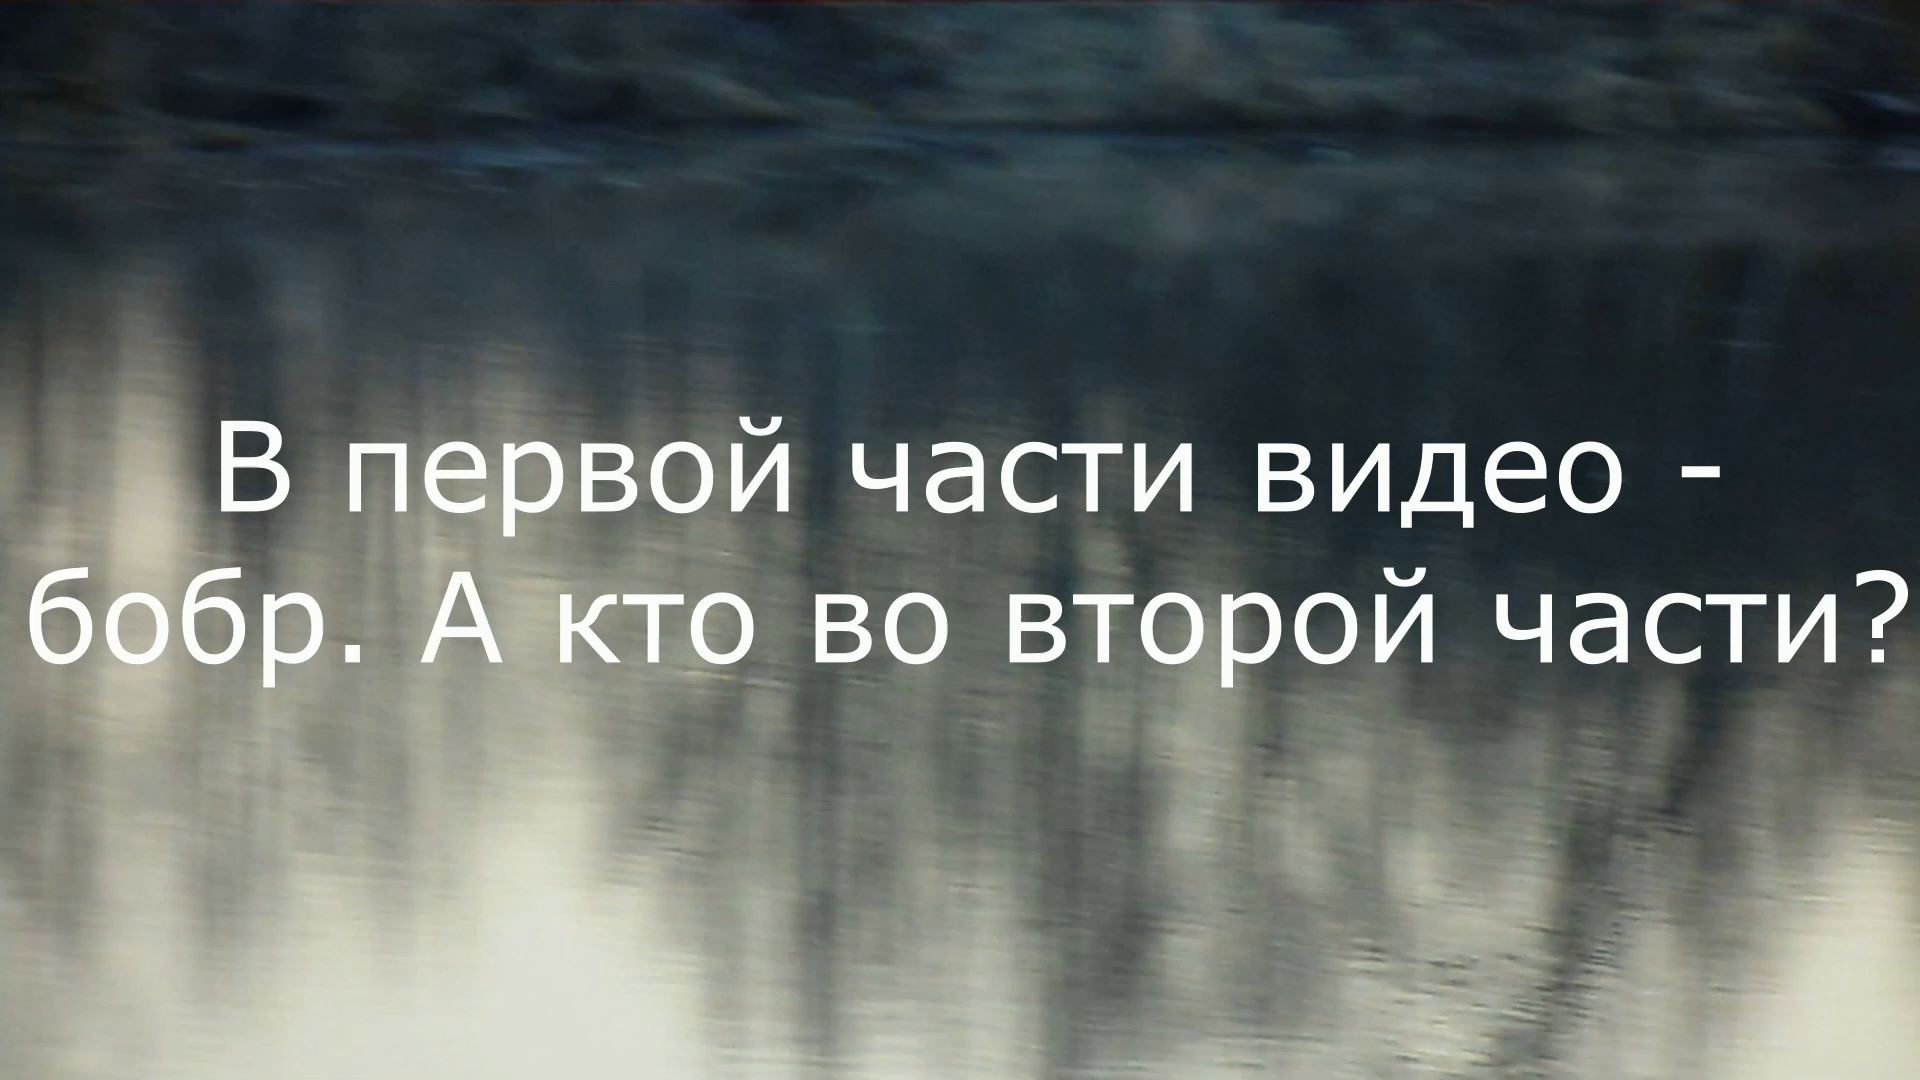 В первой части видео -
бобр. А кто во второй части?